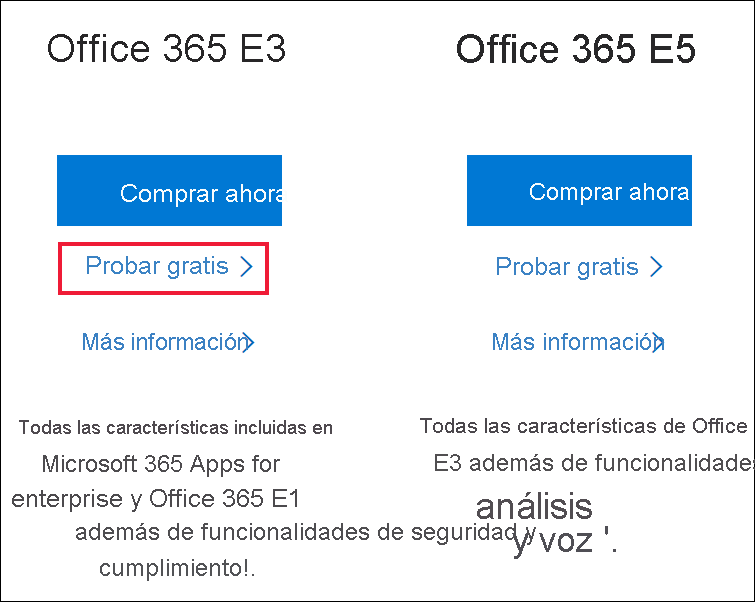 Office 365 E3
Comprar ahora
Probar gratis
Más información
Todas las características incluidas en
Microsoft 365 Apps for
enterprise y Office 365 E1
además de funcionalidades de seguridad y
cumplimiento!.
Office 365 E5
Comprar ahora
Probar gratis
Más información
Todas las características de Office
E3 además de funcionalidades
análisis
y voz '.